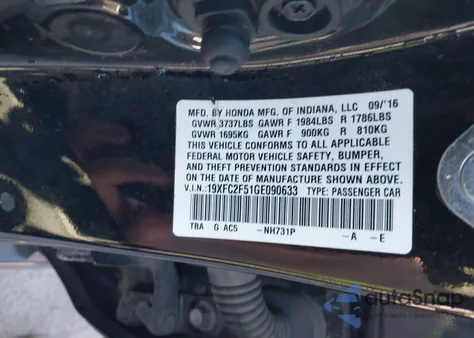 MFD. BY HONDA MFG. OF INDIANA, LLC 09/'16
GVWR 3737LBS GAWR F 1984LBS R 1786LBS
GVWR 1695KG GAWR F 900KG R 810KG
THIS VEHICLE CONFORMS TO ALL APPLICABLE
FEDERAL MOTOR VEHICLE SAFETY, BUMPER,
AND THEFT PREVENTION STANDARDS IN EFFECT
ON THE DATE OF MANUFACTURE SHOWN ABOVE.
V.I.N.:19XFC2F51GE090633 TYPE: PASSENGER CAR
TBA G AC5 -NH731P -A -E
autoSnap